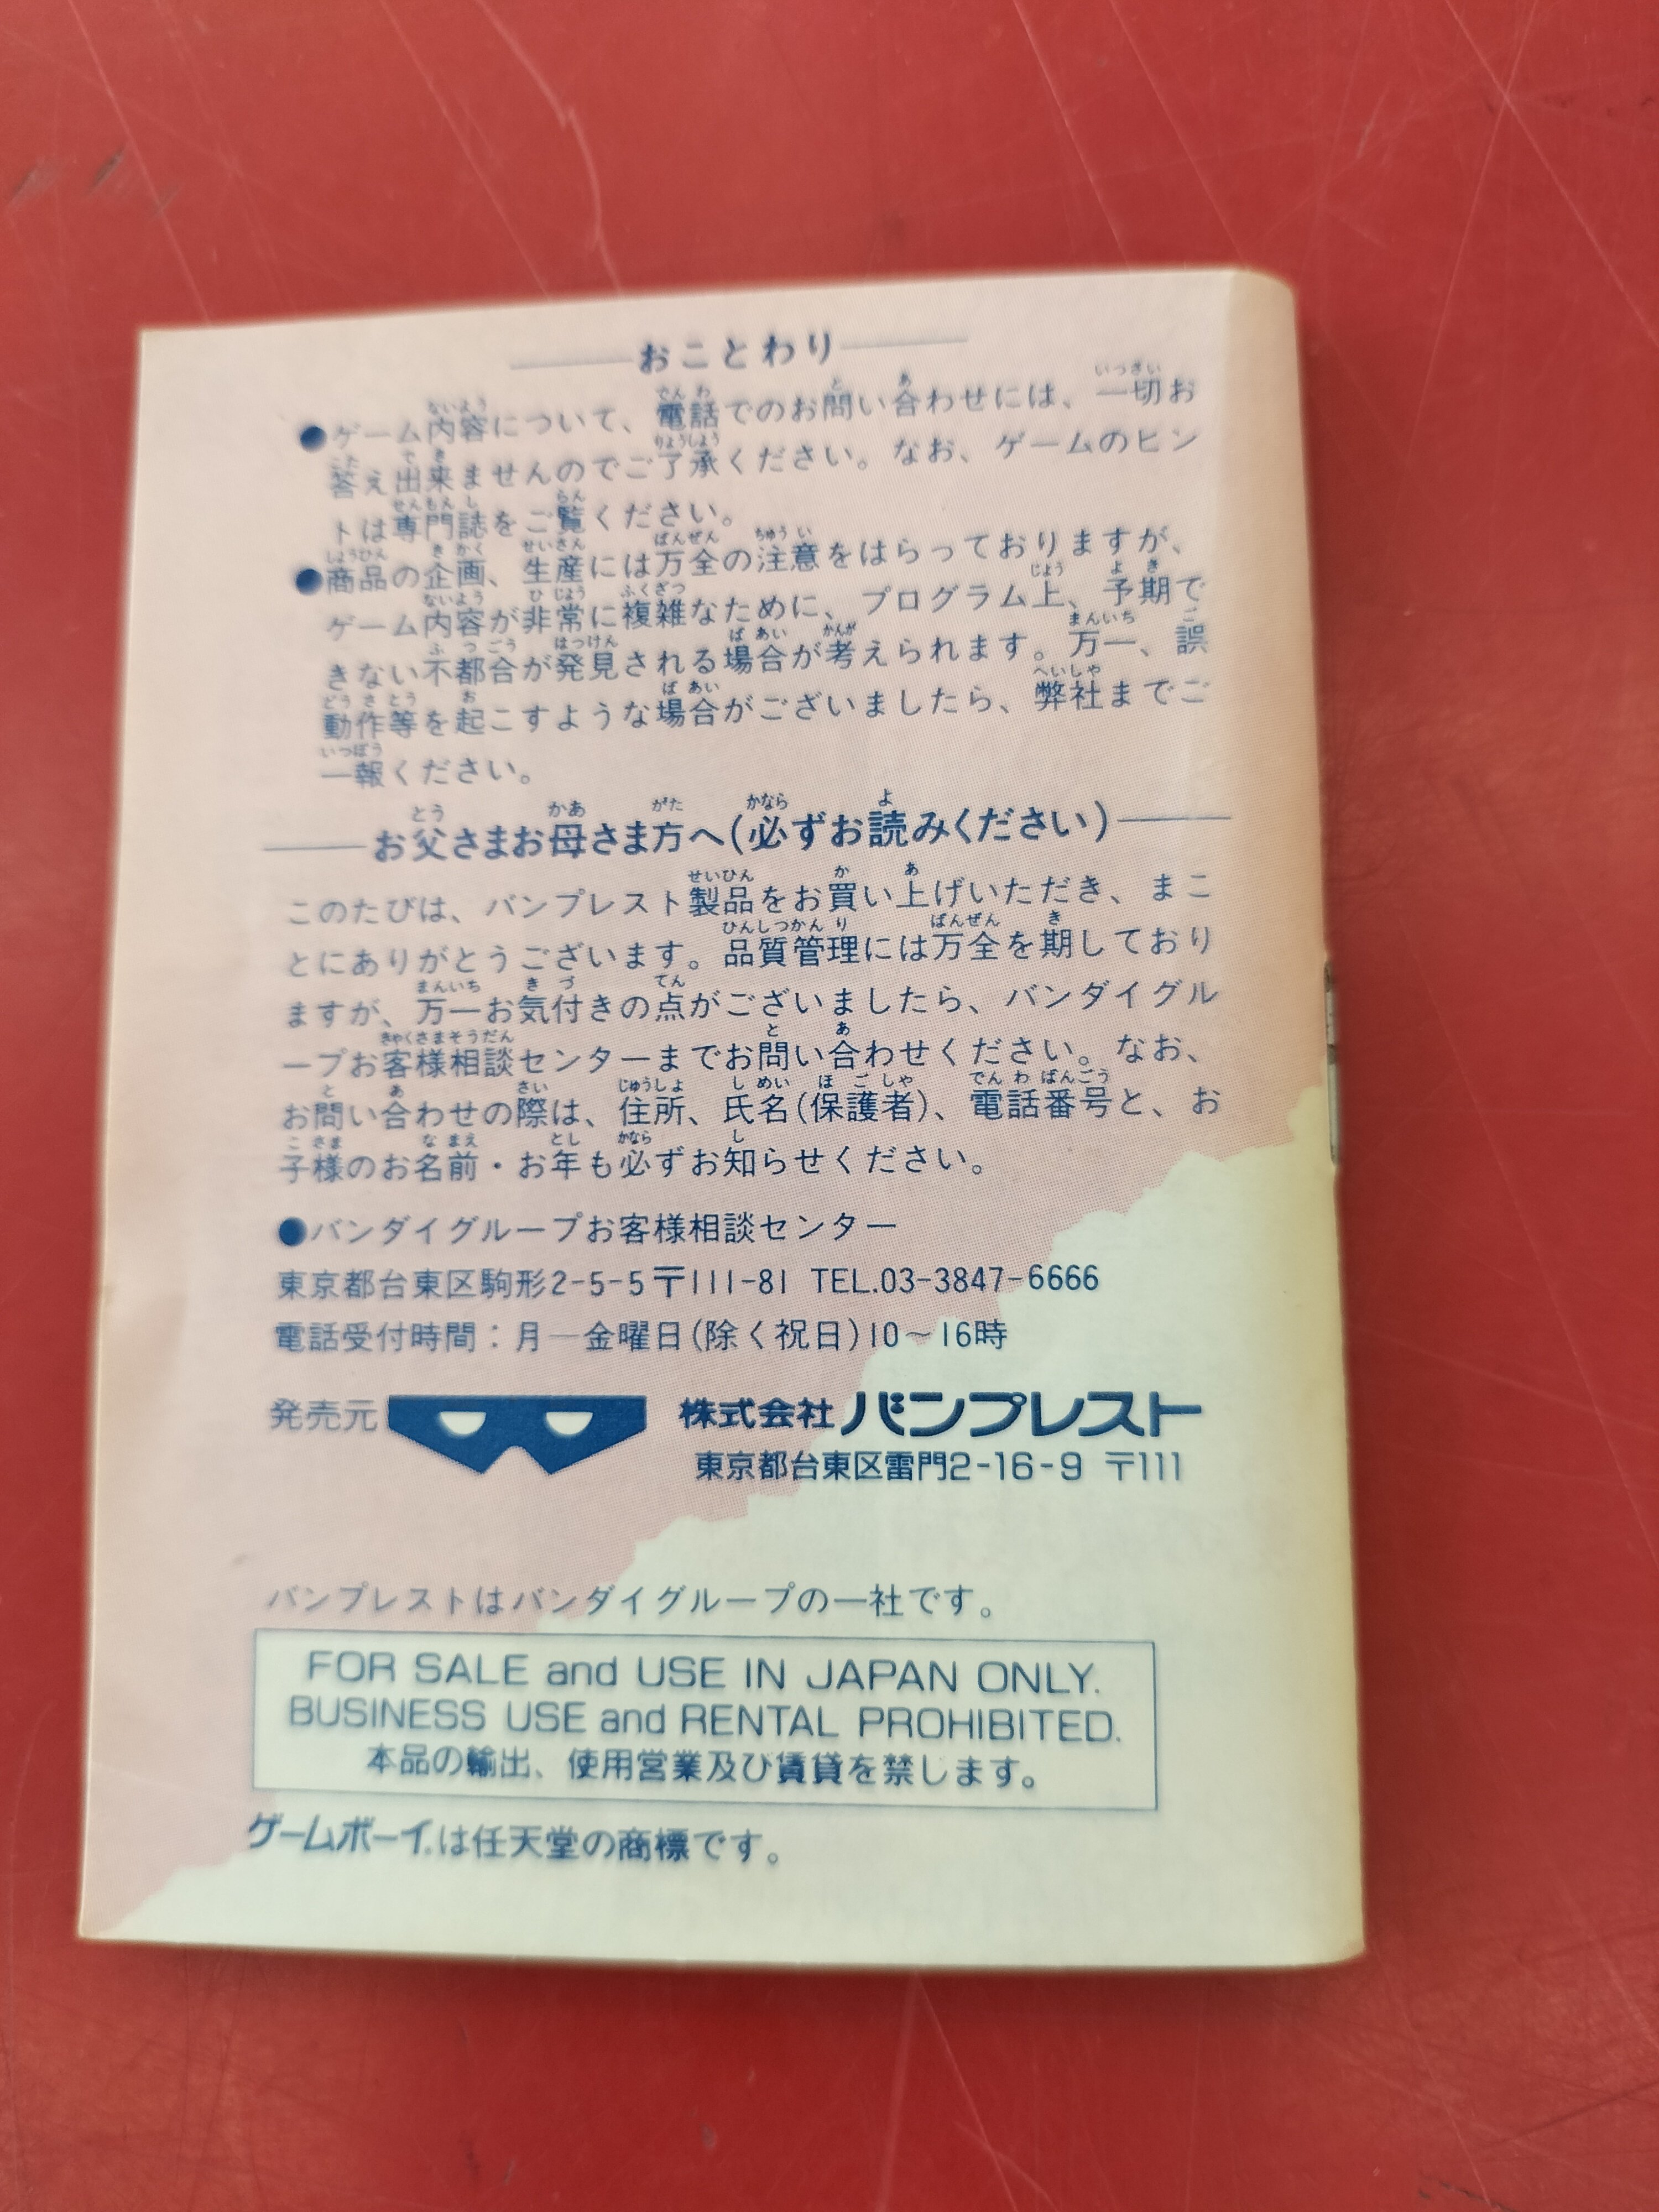 おことわり
●ゲーム内容について、電話でのお問い合わせには、一切お
答え出来ませんのでご了承ください。なお、ゲームのヒン
トは専門誌をご覧ください。
●商品の企画、生産には万全の注意をはらっておりますが、
ゲーム内容が非常に複雑なために、プログラム上、予期で
きない不都合が発見される場合が考えられます。万一、誤
動作等を起こすような場合がございましたら、弊社までご
一報ください。
お父さまお母さま方へ(必ずお読みください)
このたびは、バンプレスト製品をお買い上げいただき、まこ
とにありがとうございます。品質管理には万全を期しており
ますが、万一お気付きの点がございましたら、バンダイグル
ープお客様相談センターまでお問い合わせください。なお、
お問い合わせの際は、住所、氏名(保護者)、電話番号と、お
子様のお名前・お年も必ずお知らせください。
●バンダイグループお客様相談センター
東京都台東区駒形2-5-5〒111-81 TEL.03-3847-6666
電話受付時間：月—金曜日(除く祝日)10～16時
発売元 株式会社バンプレスト
東京都台東区雷門2-16-9 〒111
バンプレストはバンダイグループの一社です。
FOR SALE and USE IN JAPAN ONLY.
BUSINESS USE and RENTAL PROHIBITED.
本品の輸出、使用営業及び賃貸を禁します。
ゲームボーイ®は任天堂の商標です。